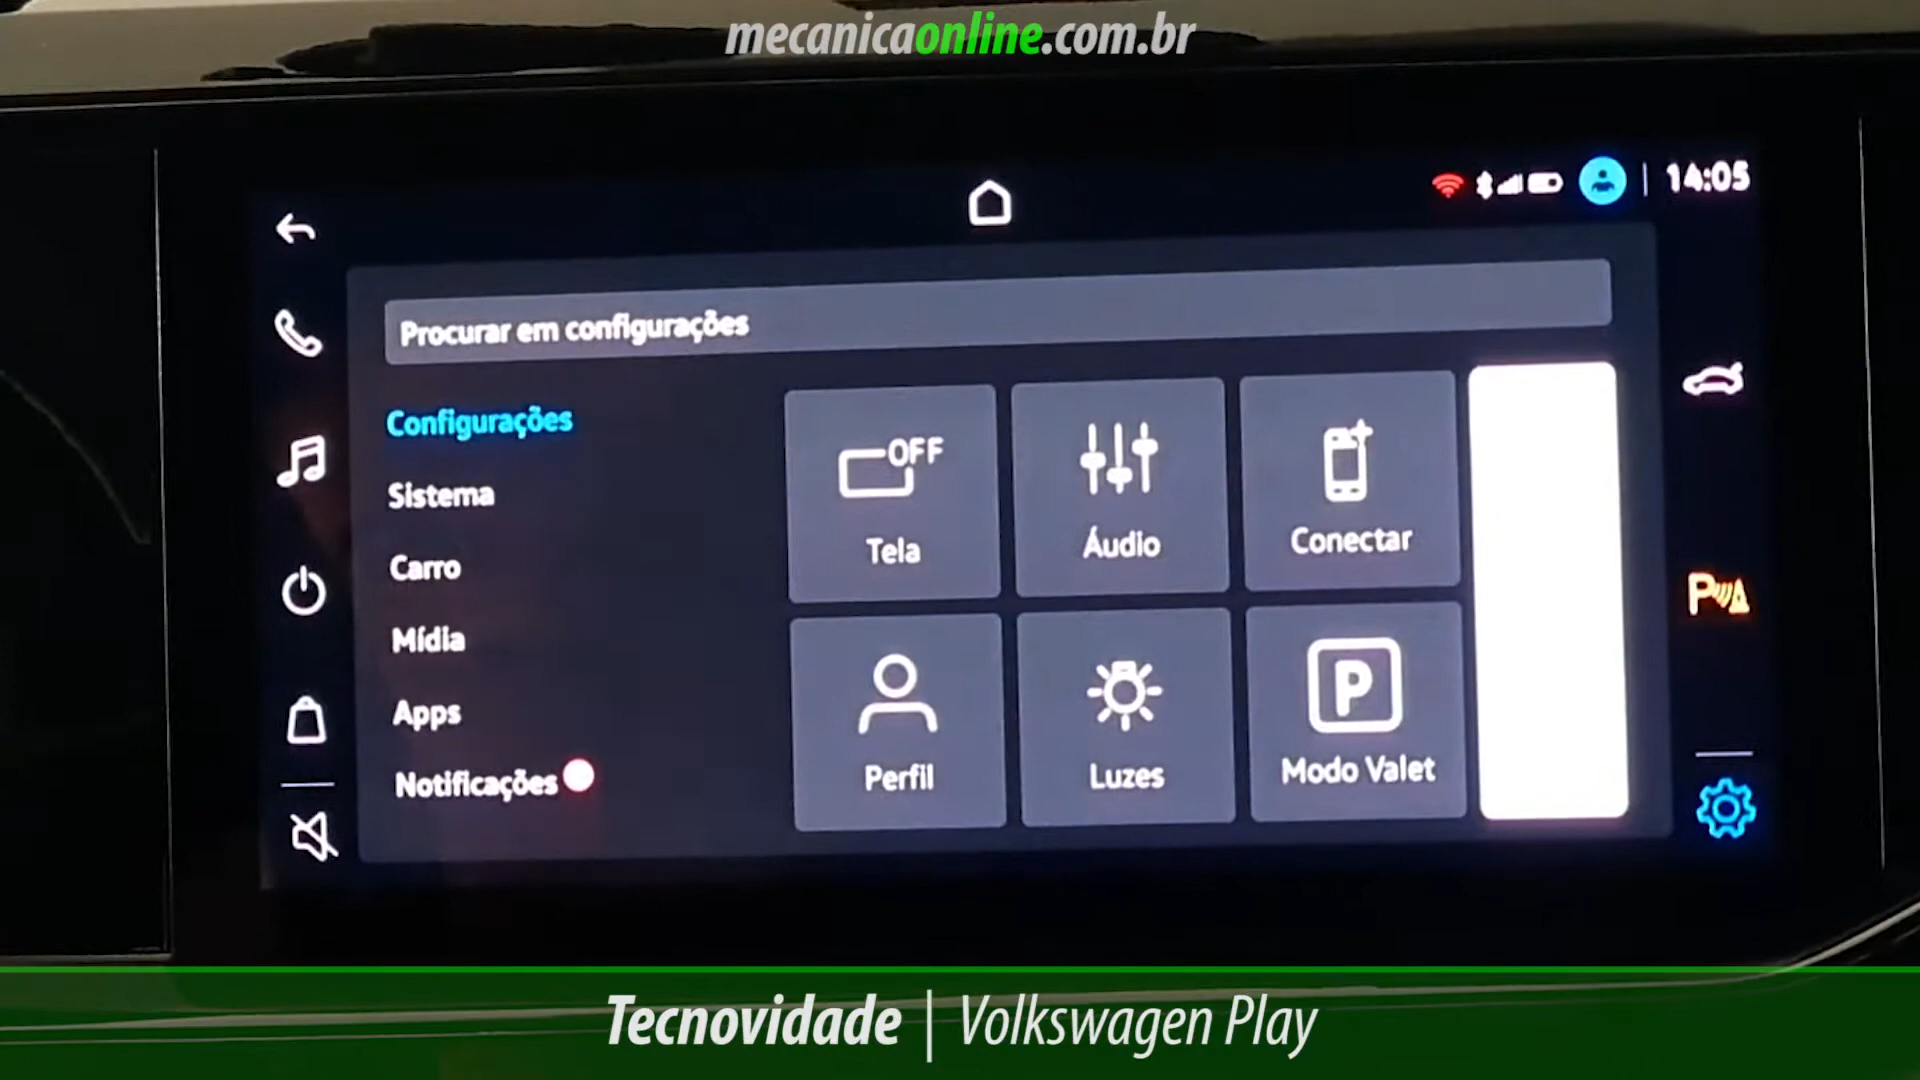 mecanicaonline.com.br
14:05
Procurar em configurações
Configurações
Sistema
Carro
Mídia
Apps
Notificações
OFF
Tela
Áudio
Conectar
Perfil
Luzes
P
Modo Valet
P
Tecnovidade | Volkswagen Play